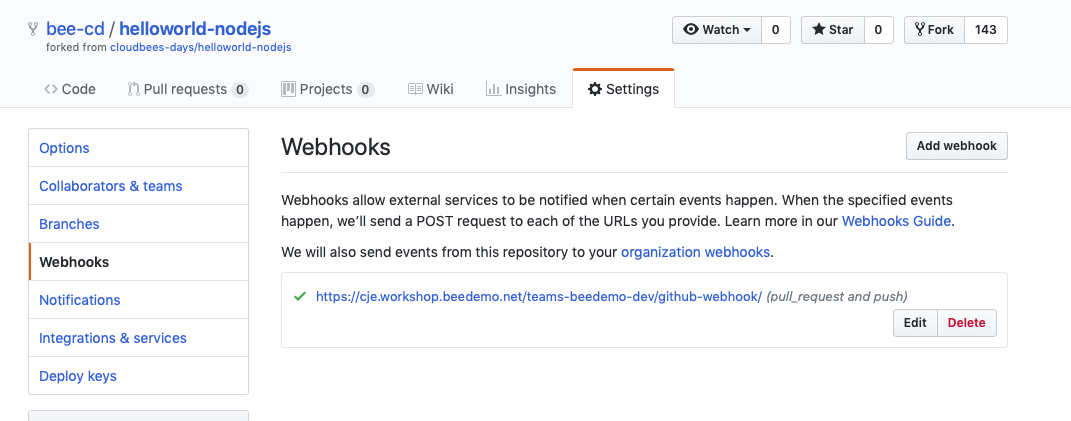 bee-cd / helloworld-nodejs
forked from cloudbees-days/helloworld-nodejs
Watch 0 Star 0 Fork 143
Code Pull requests 0 Projects 0 Wiki Insights Settings
Options
Collaborators & teams
Branches
Webhooks
Notifications
Integrations & services
Deploy keys
Webhooks
Add webhook
Webhooks allow external services to be notified when certain events happen. When the specified events
happen, we’ll send a POST request to each of the URLs you provide. Learn more in our Webhooks Guide.
We will also send events from this repository to your organization webhooks.
https://cje.workshop.beedemo.net/teams-beedemo-dev/github-webhook/ (pull_request and push)
Edit Delete